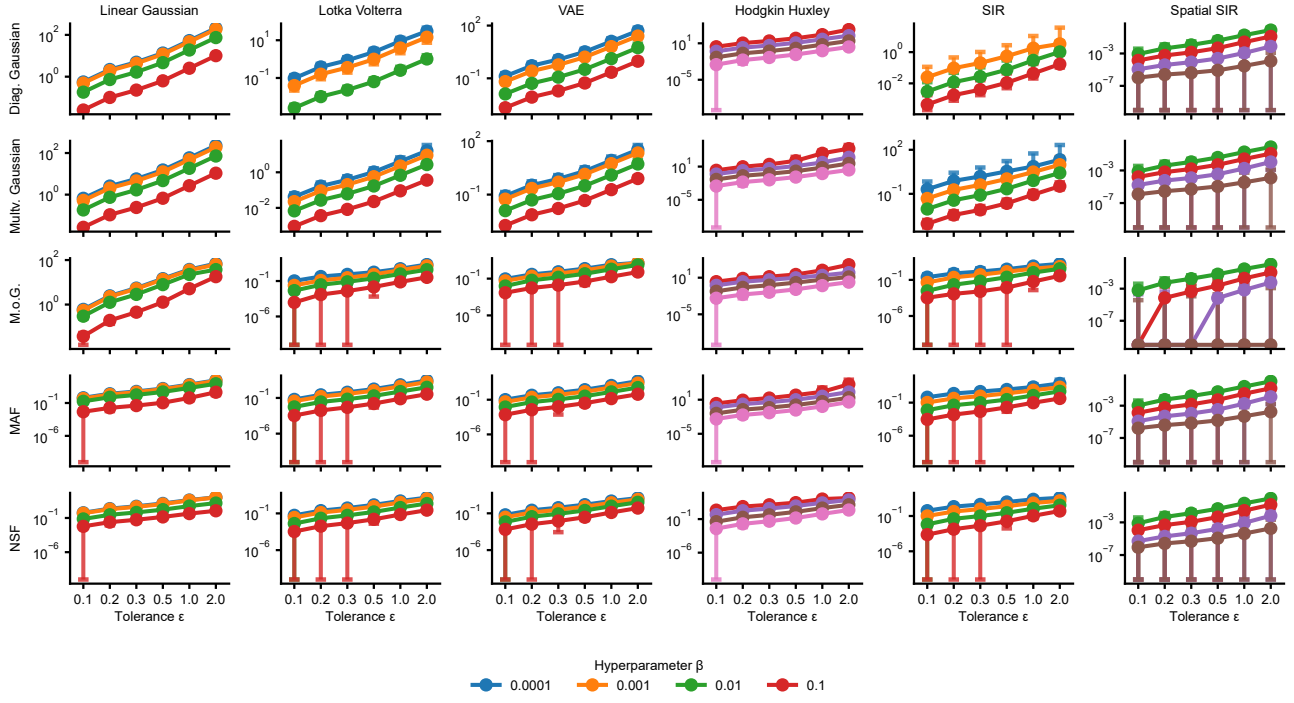 Linear Gaussian Lotka Volterra VAE Hodgkin Huxley SIR Spatial SIR
Diag. Gaussian 10^2 10^0 10^1 10^-1 10^1 10^-1 10^1 10^-5 10^0 10^-2 10^-3 10^-7
Multv. Gaussian 10^2 10^0 10^0 10^-2 10^2 10^-1 10^1 10^-5 10^2 10^-1 10^-3 10^-7
M.o.G. 10^2 10^0 10^-1 10^-6 10^-1 10^-6 10^1 10^-5 10^-1 10^-6 10^-3 10^-7
MAF 10^-1 10^-6 10^-1 10^-6 10^-1 10^-6 10^1 10^-5 10^-1 10^-6 10^-3 10^-7
NSF 10^-1 10^-6 10^-1 10^-6 10^-1 10^-6 10^-1 10^-6 10^-1 10^-6 10^-3 10^-7
0.1 0.2 0.3 0.5 1.0 2.0 0.1 0.2 0.3 0.5 1.0 2.0 0.1 0.2 0.3 0.5 1.0 2.0 0.1 0.2 0.3 0.5 1.0 2.0 0.1 0.2 0.3 0.5 1.0 2.0 0.1 0.2 0.3 0.5 1.0 2.0
Tolerance ε Tolerance ε Tolerance ε Tolerance ε Tolerance ε Tolerance ε
Hyperparameter β
0.0001 0.001 0.01 0.1